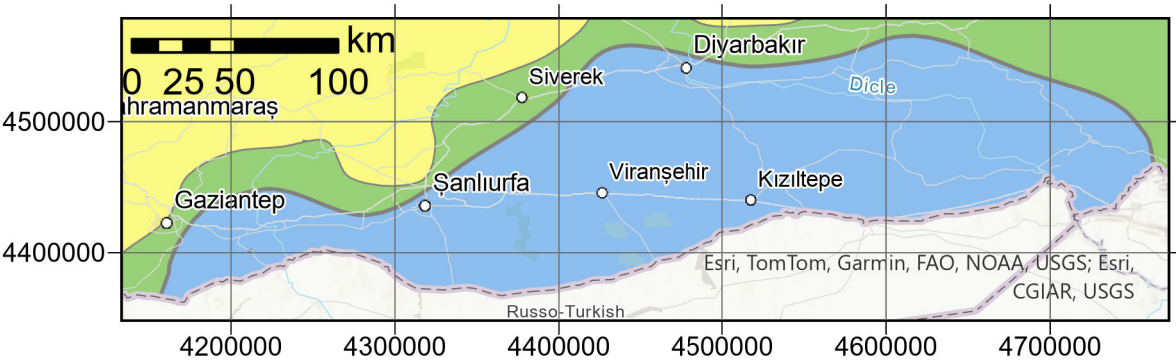 km
0 25 50 100
Diyarbakır
Siverek
Dicle
ahramanmaraş
4500000
Viranşehir
Kızıltepe
Şanlıurfa
Gaziantep
4400000
Esri, TomTom, Garmin, FAO, NOAA, USGS; Esri,
CGIAR, USGS
Russo-Turkish
4200000 4300000 4400000 4500000 4600000 4700000